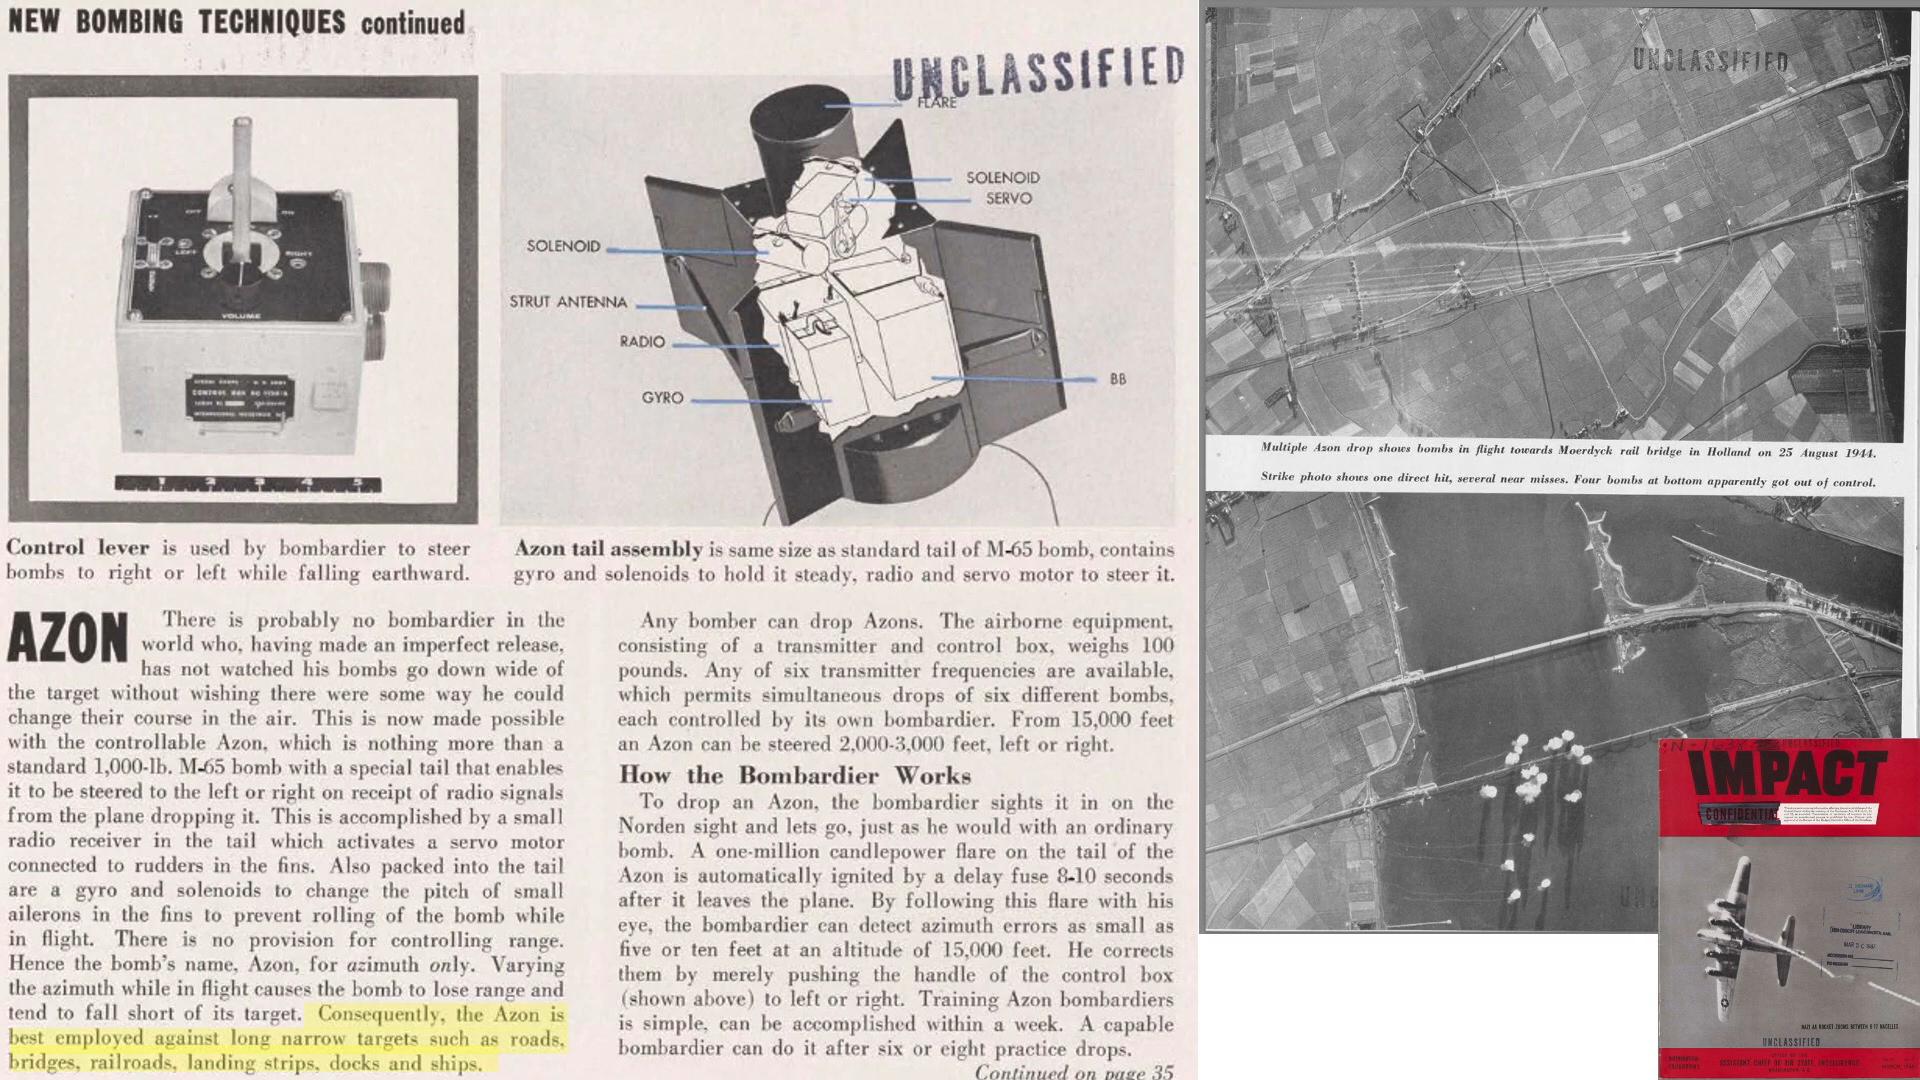 NEW BOMBING TECHNIQUES continued
UNCLASSIFIED
OFF
ON
LEFT
RIGHT
VOLUME
1 2 3 4 5
FLARE
SOLENOID
SERVO
SOLENOID
STRUT ANTENNA
RADIO
GYRO
BB
Control lever is used by bombardier to steer
bombs to right or left while falling earthward.
Azon tail assembly is same size as standard tail of M-65 bomb, contains
gyro and solenoids to hold it steady, radio and servo motor to steer it.
AZON There is probably no bombardier in the
world who, having made an imperfect release,
has not watched his bombs go down wide of
the target without wishing there were some way he could
change their course in the air. This is now made possible
with the controllable Azon, which is nothing more than a
standard 1,000-lb. M-65 bomb with a special tail that enables
it to be steered to the left or right on receipt of radio signals
from the plane dropping it. This is accomplished by a small
radio receiver in the tail which activates a servo motor
connected to rudders in the fins. Also packed into the tail
are a gyro and solenoids to change the pitch of small
ailerons in the fins to prevent rolling of the bomb while
in flight. There is no provision for controlling range.
Hence the bomb's name, Azon, for azimuth only. Varying
the azimuth while in flight causes the bomb to lose range and
tend to fall short of its target. Consequently, the Azon is
best employed against long narrow targets such as roads,
bridges, railroads, landing strips, docks and ships.
Any bomber can drop Azons. The airborne equipment,
consisting of a transmitter and control box, weighs 100
pounds. Any of six transmitter frequencies are available,
which permits simultaneous drops of six different bombs,
each controlled by its own bombardier. From 15,000 feet
an Azon can be steered 2,000-3,000 feet, left or right.
How the Bombardier Works
To drop an Azon, the bombardier sights it in on the
Norden sight and lets go, just as he would with an ordinary
bomb. A one-million candlepower flare on the tail of the
Azon is automatically ignited by a delay fuse 8-10 seconds
after it leaves the plane. By following this flare with his
eye, the bombardier can detect azimuth errors as small as
five or ten feet at an altitude of 15,000 feet. He corrects
them by merely pushing the handle of the control box
(shown above) to left or right. Training Azon bombardiers
is simple, can be accomplished within a week. A capable
bombardier can do it after six or eight practice drops.
Continued on page 35
UNCLASSIFIED
Multiple Azon drop shows bombs in flight towards Moerdyck rail bridge in Holland on 25 August 1944.
Strike photo shows one direct hit, several near misses. Four bombs at bottom apparently got out of control.
UNCLASSIFIED
IMPACT
CONFIDENTIAL
LIBRARY
NAZI AA ROCKET ZOOMS BETWEEN B-17 NACELLES
UNCLASSIFIED
ASSISTANT CHIEF OF AIR STAFF, INTELLIGENCE